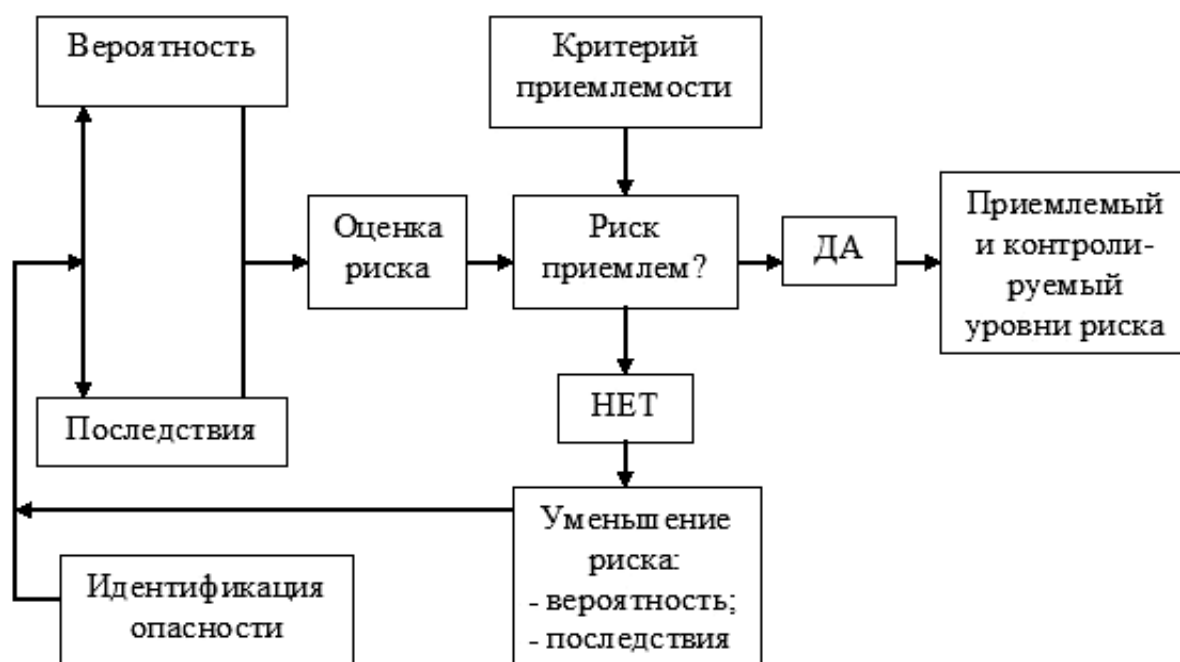 Вероятность
Критерий
приемлемости
Оценка
риска
Риск
приемлем?
ДА
Приемлемый
и контроли-
руемый
уровни риска
НЕТ
Последствия
Уменьшение
риска:
- вероятность;
- последствия
Идентификация
опасности